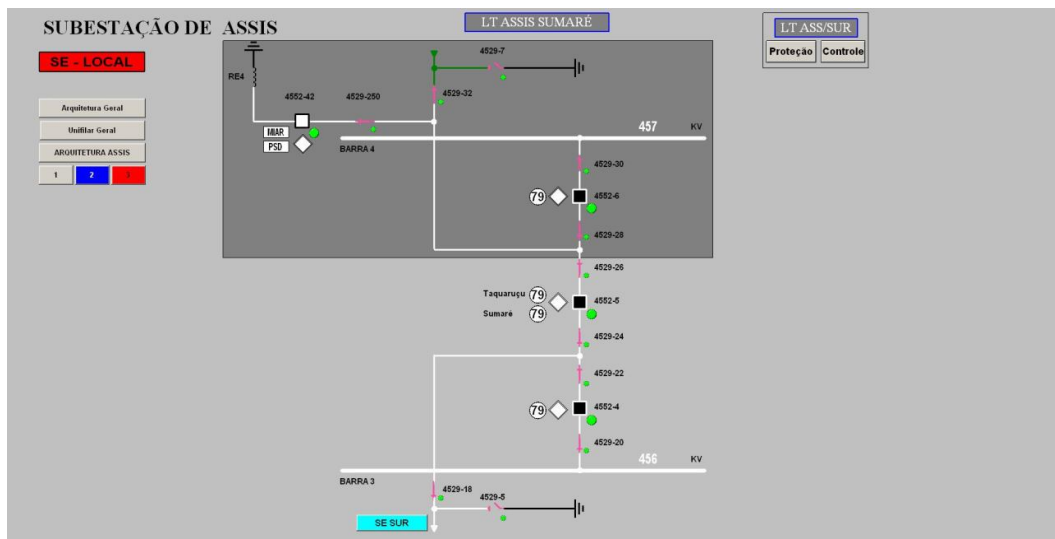 SUBESTAÇÃO DE ASSIS
LT ASSIS SUMARÉ
LT ASS/SUR
Proteção Controle
SE - LOCAL
Arquitetura Geral
Unifilar Geral
ARQUITETURA ASSIS
1 2 3
4529-7
RE4
4552-42 4529-250 4529-32
MIAR
PSD
BARRA 4
457 KV
4529-30
79 4552-6
4529-28
4529-26
Taquaruçu 79
4552-5
Sumaré 79
4529-24
4529-22
79 4552-4
4529-20
456 KV
BARRA 3
4529-18
4529-5
SE SUR